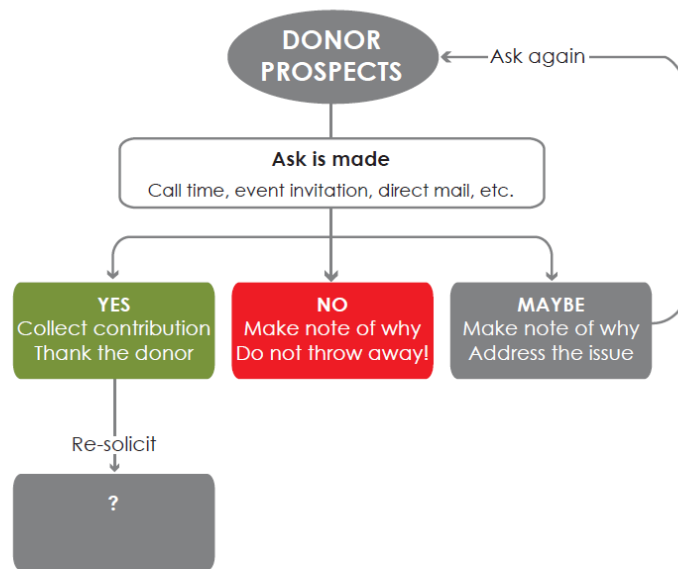 DONOR
PROSPECTS
Ask again
Ask is made
Call time, event invitation, direct mail, etc.
YES
Collect contribution
Thank the donor
NO
Make note of why
Do not throw away!
MAYBE
Make note of why
Address the issue
Re-solicit
?